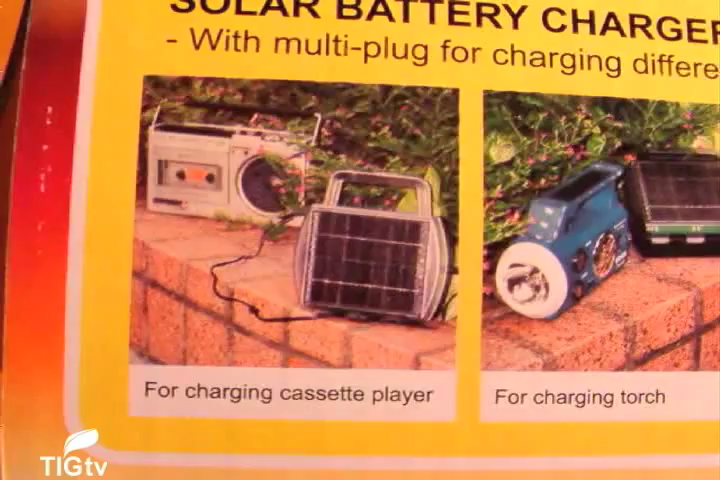 SOLAR BATTERY CHARGER
- With multi-plug for charging differe
For charging cassette player
For charging torch
TIGtv